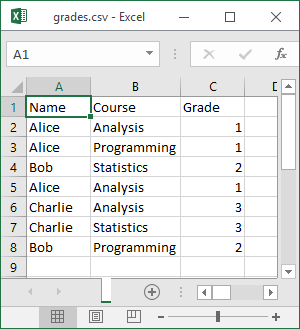 grades.csv - Excel
A1
A B C D
1 Name Course Grade
2 Alice Analysis 1
3 Alice Programming 1
4 Bob Statistics 2
5 Alice Analysis 1
6 Charlie Analysis 3
7 Charlie Statistics 3
8 Bob Programming 2
9